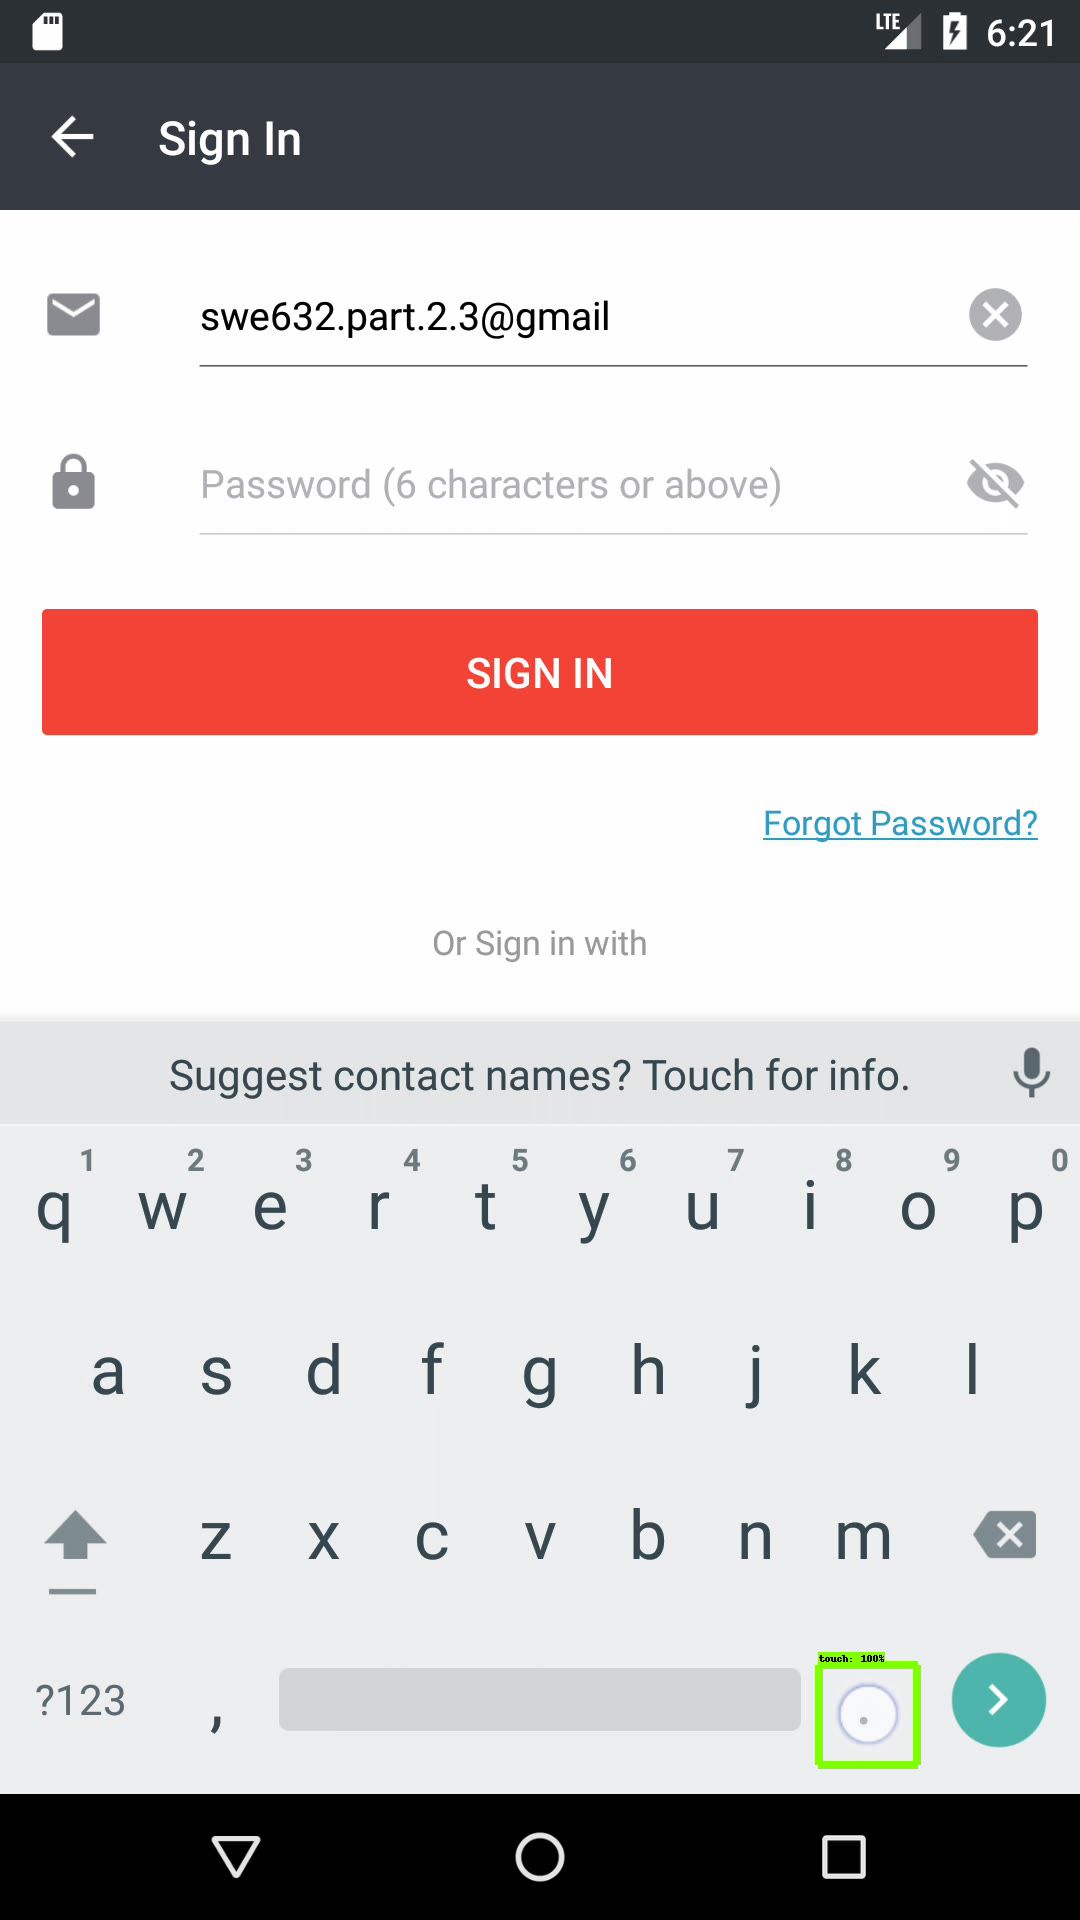 LTE 6:21
Sign In
swe632.part.2.3@gmail
Password (6 characters or above)
SIGN IN
Forgot Password?
Or Sign in with
Suggest contact names? Touch for info.
1 2 3 4 5 6 7 8 9 0
q w e r t y u i o p
a s d f g h j k l
z x c v b n m
touch: 100%
?123 , .